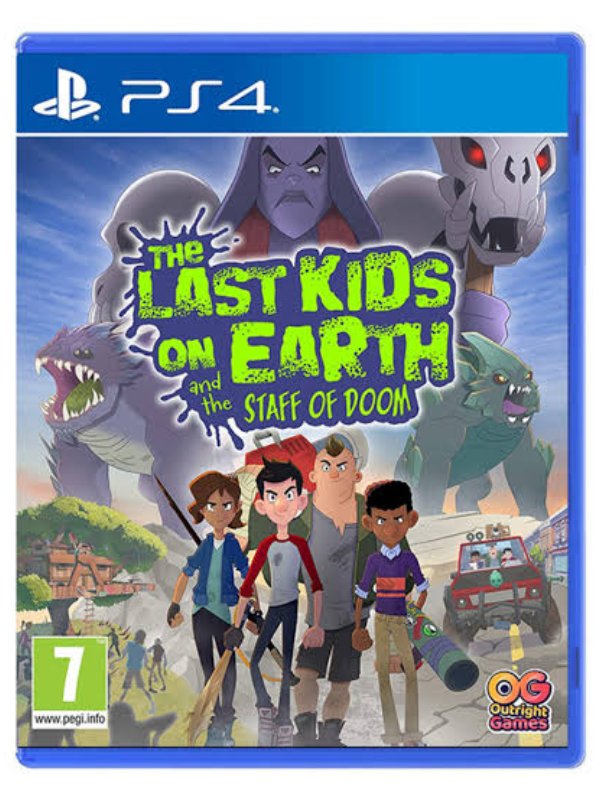 PS4
THE
LAST KIDS
ON EARTH
and the STAFF OF DOOM
7
www.pegi.info
OG
Outright
Games